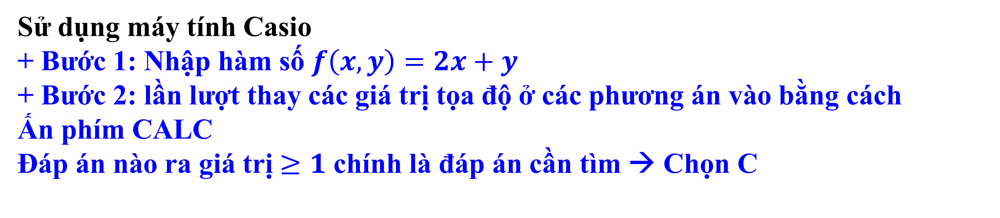 Sử dụng máy tính Casio
+ Bước 1: Nhập hàm số f(x, y) = 2x + y
+ Bước 2: lần lượt thay các giá trị tọa độ ở các phương án vào bằng cách
Ấn phím CALC
Đáp án nào ra giá trị ≥ 1 chính là đáp án cần tìm → Chọn C